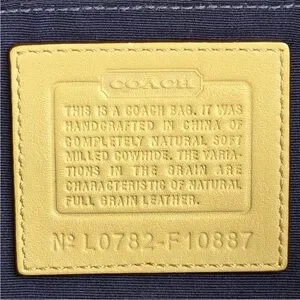 COACH
THIS IS A COACH BAG. IT WAS
HANDCRAFTED IN CHINA OF
COMPLETELY NATURAL SOFT
MILLED COWHIDE. THE VARIA-
TIONS IN THE GRAIN ARE
CHARACTERISTIC OF NATURAL
FULL GRAIN LEATHER.
Nº L0782-F10887